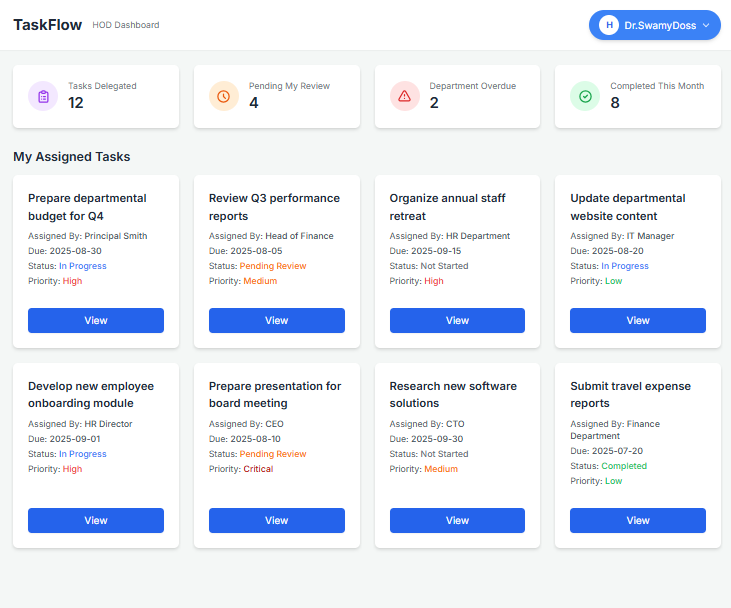 TaskFlow HOD Dashboard
H Dr.SwamyDoss
Tasks Delegated
12
Pending My Review
4
Department Overdue
2
Completed This Month
8
My Assigned Tasks
Prepare departmental
budget for Q4
Assigned By: Principal Smith
Due: 2025-08-30
Status: In Progress
Priority: High
View
Review Q3 performance
reports
Assigned By: Head of Finance
Due: 2025-08-05
Status: Pending Review
Priority: Medium
View
Organize annual staff
retreat
Assigned By: HR Department
Due: 2025-09-15
Status: Not Started
Priority: High
View
Update departmental
website content
Assigned By: IT Manager
Due: 2025-08-20
Status: In Progress
Priority: Low
View
Develop new employee
onboarding module
Assigned By: HR Director
Due: 2025-09-01
Status: In Progress
Priority: High
View
Prepare presentation for
board meeting
Assigned By: CEO
Due: 2025-08-10
Status: Pending Review
Priority: Critical
View
Research new software
solutions
Assigned By: CTO
Due: 2025-09-30
Status: Not Started
Priority: Medium
View
Submit travel expense
reports
Assigned By: Finance
Department
Due: 2025-07-20
Status: Completed
Priority: Low
View